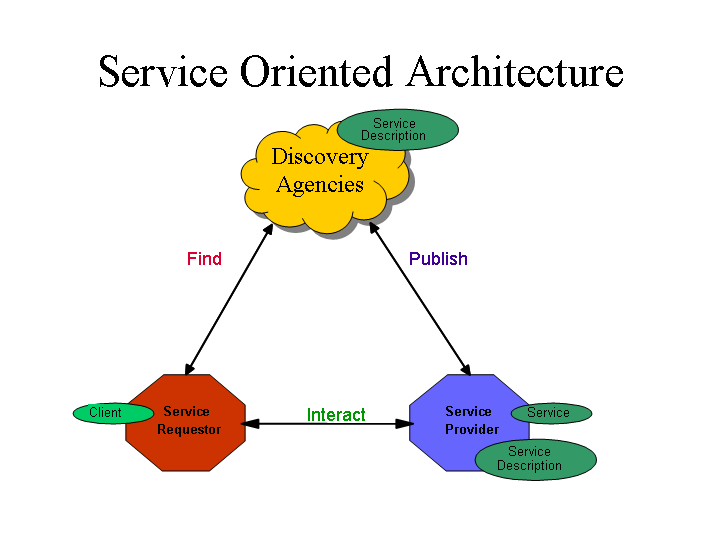 Service Oriented Architecture
Service
Description
Discovery
Agencies
Find
Publish
Client
Service
Requestor
Interact
Service
Provider
Service
Service
Description